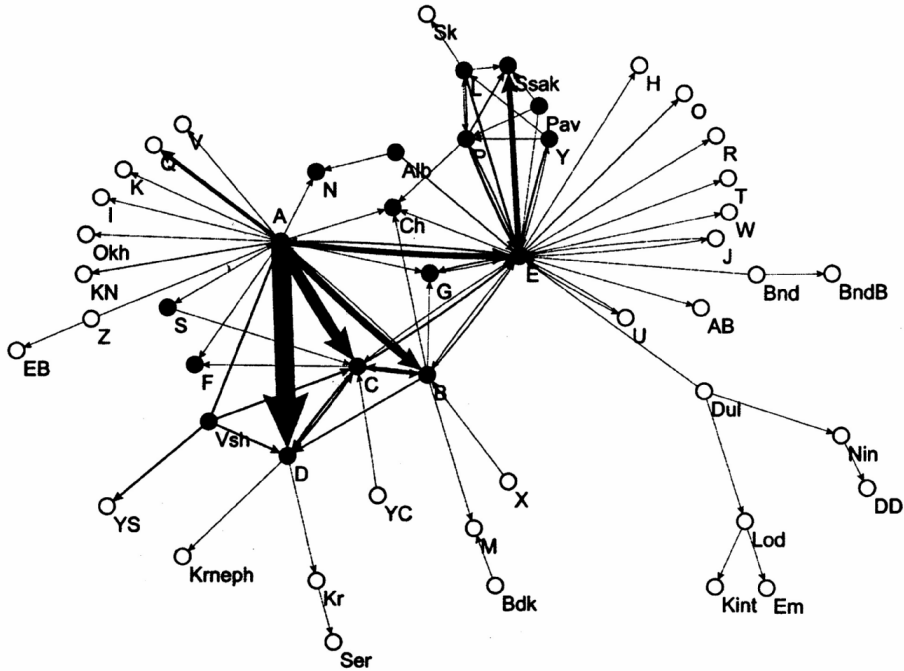 Sk
L
Ssak
H
O
Pav
V
Q
P
Y
R
Alb
K
N
T
I
A
Ch
W
Okh
E
J
KN
G
Bnd
BndB
Z
S
U
AB
EB
F
C
B
Dul
Vsh
Nin
D
X
DD
YS
YC
M
Lod
Krneph
Kr
Bdk
Kint
Em
Ser